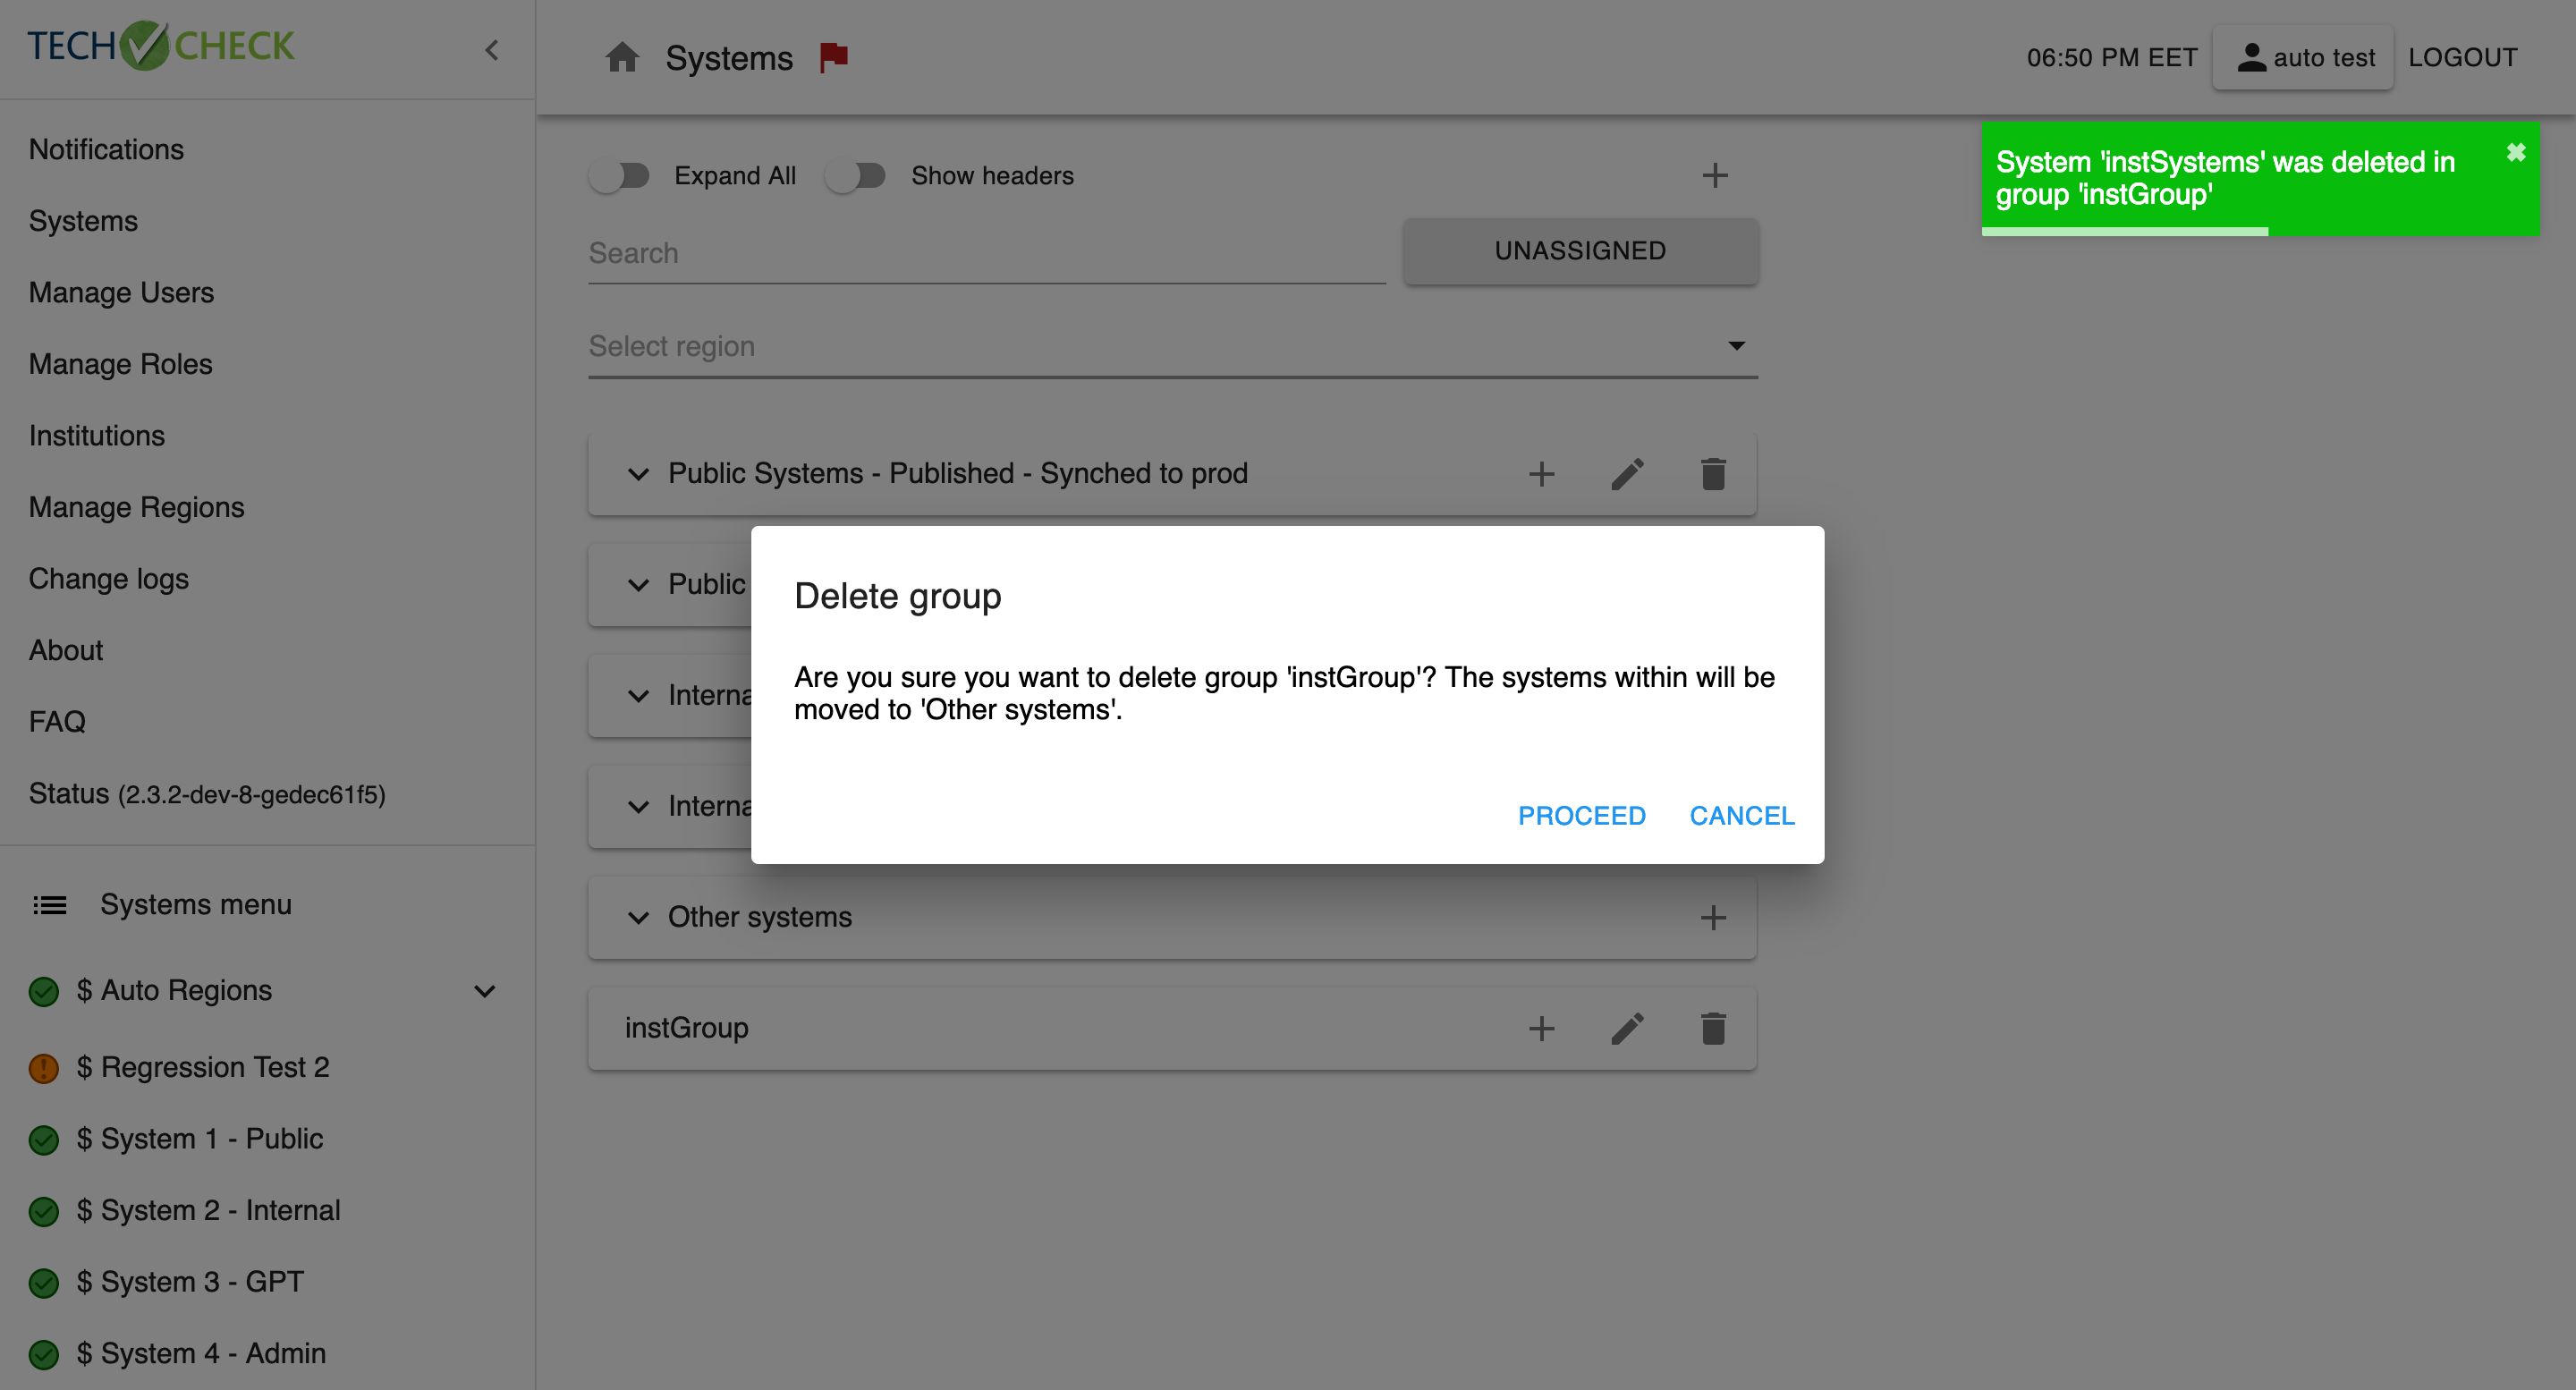 TECH CHECK
Systems
06:50 PM EET
auto test
LOGOUT
Notifications
Systems
Manage Users
Manage Roles
Institutions
Manage Regions
Change logs
About
FAQ
Status (2.3.2-dev-8-gedec61f5)
Systems menu
$ Auto Regions
$ Regression Test 2
$ System 1 - Public
$ System 2 - Internal
$ System 3 - GPT
$ System 4 - Admin
Expand All
Show headers
Search
UNASSIGNED
Select region
Public Systems - Published - Synched to prod
Public
Interna
Interna
Other systems
instGroup
System 'instSystems' was deleted in
group 'instGroup'
Delete group
Are you sure you want to delete group 'instGroup'? The systems within will be
moved to 'Other systems'.
PROCEED
CANCEL